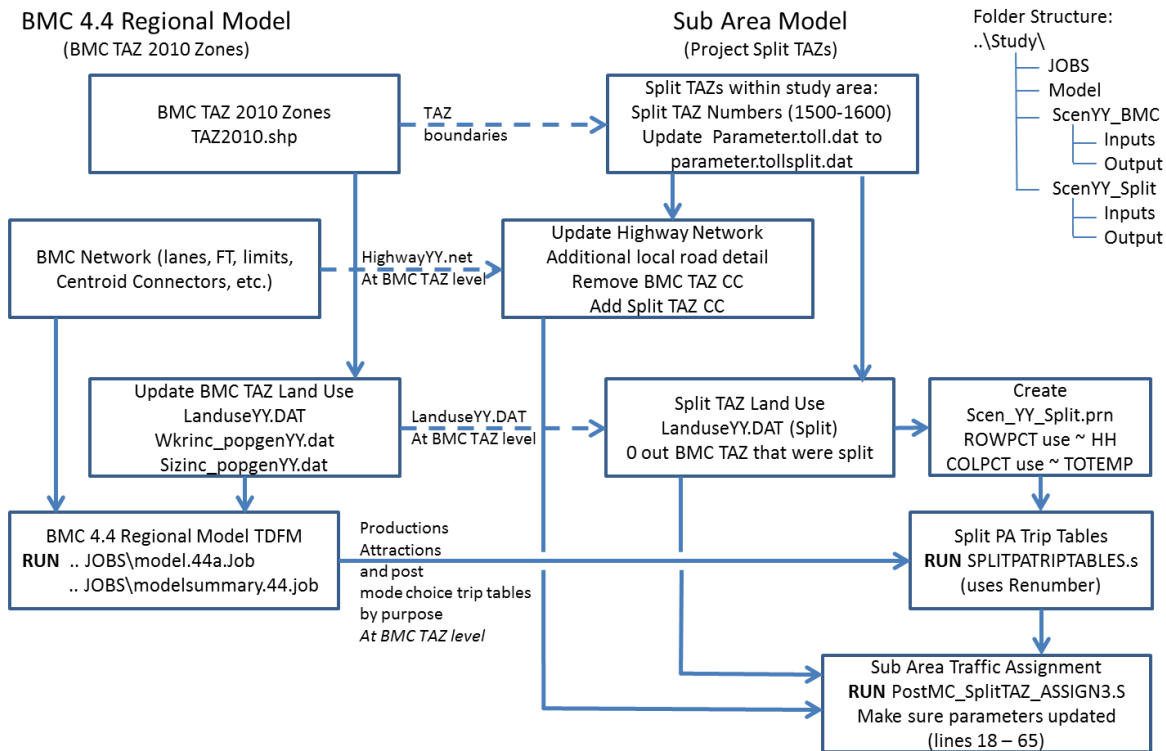 BMC 4.4 Regional Model
(BMC TAZ 2010 Zones)
Sub Area Model
(Project Split TAZs)
Folder Structure:
..\Study\
JOBS
Model
ScenYY_BMC
Inputs
Output
ScenYY_Split
Inputs
Output
BMC TAZ 2010 Zones
TAZ2010.shp
TAZ
boundaries
Split TAZs within study area:
Split TAZ Numbers (1500-1600)
Update Parameter.toll.dat to
parameter.tollsplit.dat
BMC Network (lanes, FT, limits,
Centroid Connectors, etc.)
HighwayYY.net
At BMC TAZ level
Update Highway Network
Additional local road detail
Remove BMC TAZ CC
Add Split TAZ CC
Update BMC TAZ Land Use
LanduseYY.DAT
Wkrinc_popgenYY.dat
Sizinc_popgenYY.dat
LanduseYY.DAT
At BMC TAZ level
Split TAZ Land Use
LanduseYY.DAT (Split)
0 out BMC TAZ that were split
Create
Scen_YY_Split.prn
ROWPCT use ~ HH
COLPCT use ~ TOTEMP
BMC 4.4 Regional Model TDFM
RUN .. JOBS\model.44a.Job
.. JOBS\modelsummary.44.job
Productions
Attractions
and post
mode choice trip tables
by purpose
At BMC TAZ level
Split PA Trip Tables
RUN SPLITPATRIPTABLES.s
(uses Renumber)
Sub Area Traffic Assignment
RUN PostMC_SplitTAZ_ASSIGN3.S
Make sure parameters updated
(lines 18 – 65)